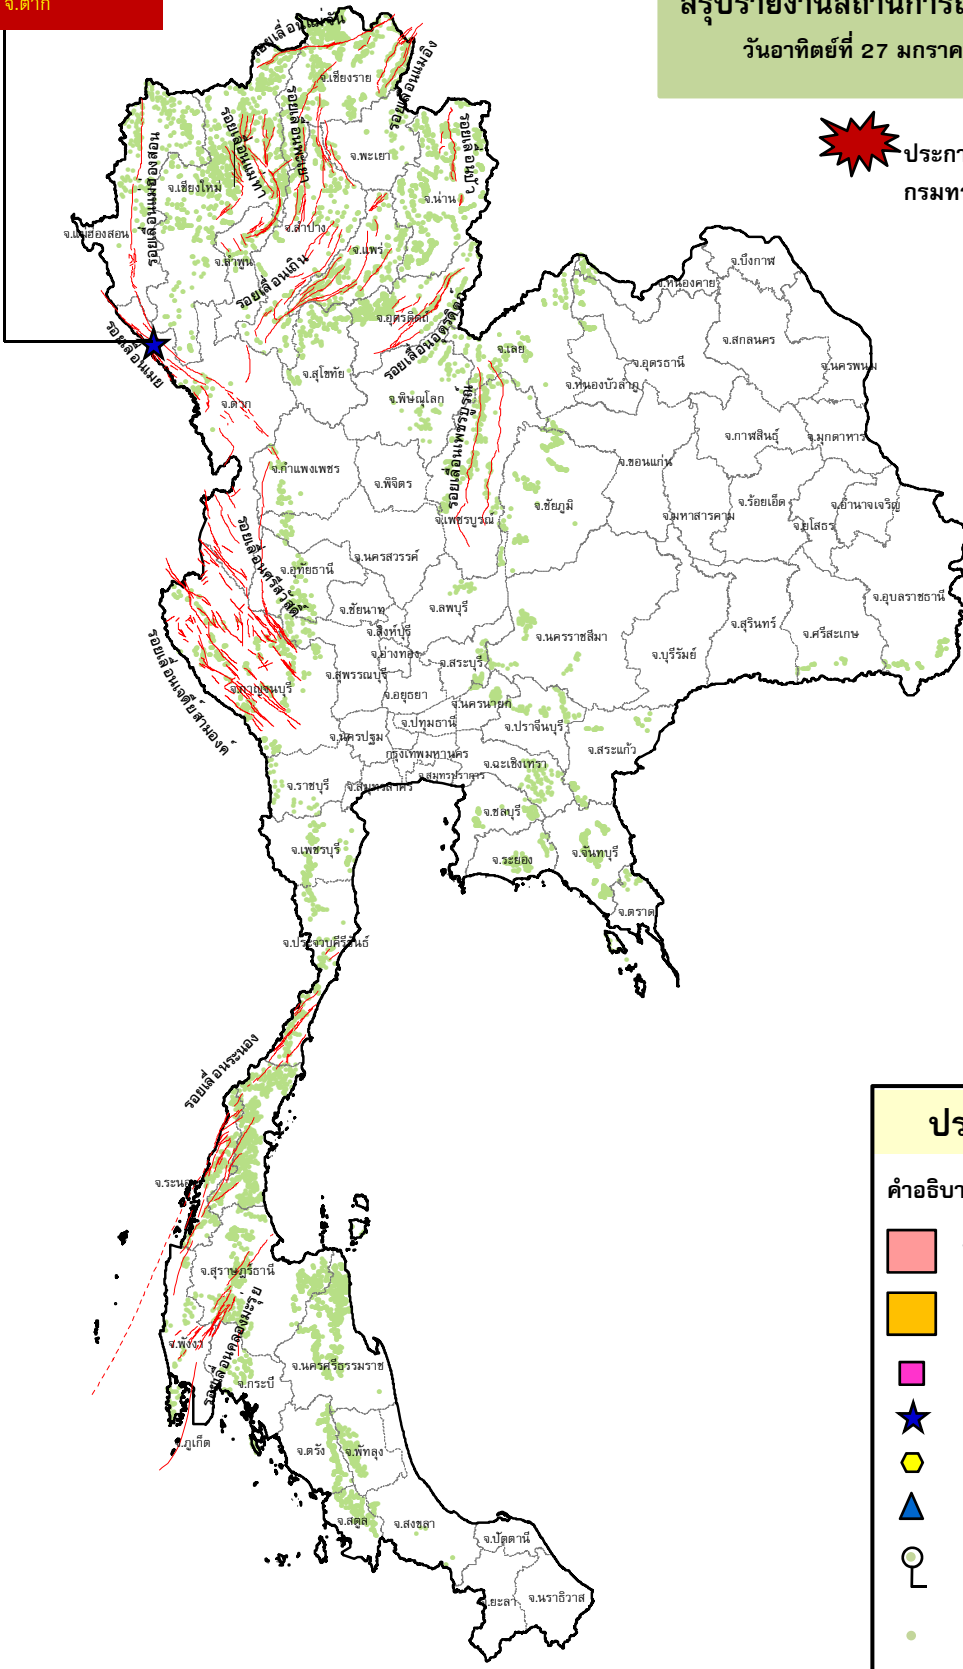 จ.ตาก
สรุปรายงานสถานการณ์
วันอาทิตย์ที่ 27 มกราค
ประกา
กรมทร
รอยเลื่อนแม่จัน
จ.เชียงราย
รอยเลื่อนแม่อิง
รอยเลื่อนพะเยา
รอยเลื่อนแม่ทา
รอยเลื่อนปัว
รอยเลื่อนแม่ฮ่องสอน
จ.พะเยา
จ.เชียงใหม่
จ.น่าน
จ.แม่ฮ่องสอน
จ.ลำปาง
จ.แพร่
จ.ลำพูน
รอยเลื่อนเถิน
จ.บึงกาฬ
จ.หนองคาย
จ.อุตรดิตถ์
รอยเลื่อนอุตรดิตถ์
รอยเลื่อนเมย
จ.สกลนคร
จ.เลย
จ.อุดรธานี
จ.นครพนม
จ.สุโขทัย
จ.หนองบัวลำภู
จ.ตาก
จ.พิษณุโลก
รอยเลื่อนเพชรบูรณ์
จ.กาฬสินธุ์
จ.มุกดาหาร
จ.กำแพงเพชร
จ.ขอนแก่น
จ.พิจิตร
จ.เพชรบูรณ์
จ.ชัยภูมิ
จ.ร้อยเอ็ด
จ.อำนาจเจริญ
จ.มหาสารคาม
จ.ยโสธร
รอยเลื่อนศรีสวัสดิ์
จ.นครสวรรค์
จ.อุทัยธานี
จ.ชัยนาท
จ.ลพบุรี
จ.อุบลราชธานี
จ.สิงห์บุรี
จ.นครราชสีมา
จ.สุรินทร์
จ.ศรีสะเกษ
จ.อ่างทอง
จ.บุรีรัมย์
จ.สระบุรี
จ.สุพรรณบุรี
รอยเลื่อนเจดีย์สามองค์
จ.กาญจนบุรี
จ.อยุธยา
จ.นครนายก
จ.ปทุมธานี
จ.ปราจีนบุรี
จ.นครปฐม
กรุงเทพมหานคร
จ.สระแก้ว
จ.ฉะเชิงเทรา
จ.สมุทรปราการ
จ.ราชบุรี
จ.สมุทรสาคร
จ.ชลบุรี
จ.เพชรบุรี
จ.ระยอง
จ.จันทบุรี
จ.ตราด
จ.ประจวบคีรีขันธ์
รอยเลื่อนระนอง
ปร
จ.ระนอ
คำอธิบา
จ.สุราษฎร์ธานี
รอยเลื่อนคลองมะรุ่ย
จ.พังงา
จ.นครศรีธรรมราช
จ.กระบี่
จ.ภูเก็ต
จ.ตรัง
จ.พัทลุง
จ.สตูล
จ.สงขลา
จ.ปัตตานี
จ.ยะลา
จ.นราธิวาส